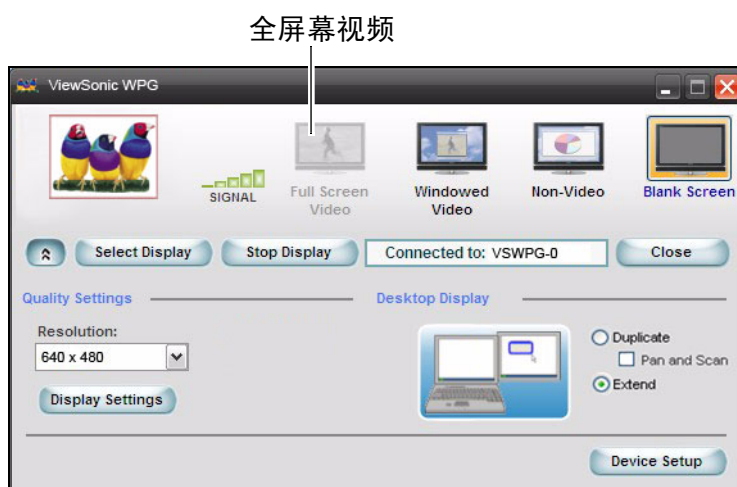 全屏幕视频
ViewSonic WPG
SIGNAL
Full Screen
Video
Windowed
Video
Non-Video
Blank Screen
Select Display
Stop Display
Connected to: VSWPG-0
Close
Quality Settings
Desktop Display
Resolution:
640 x 480
Display Settings
Duplicate
Pan and Scan
Extend
Device Setup